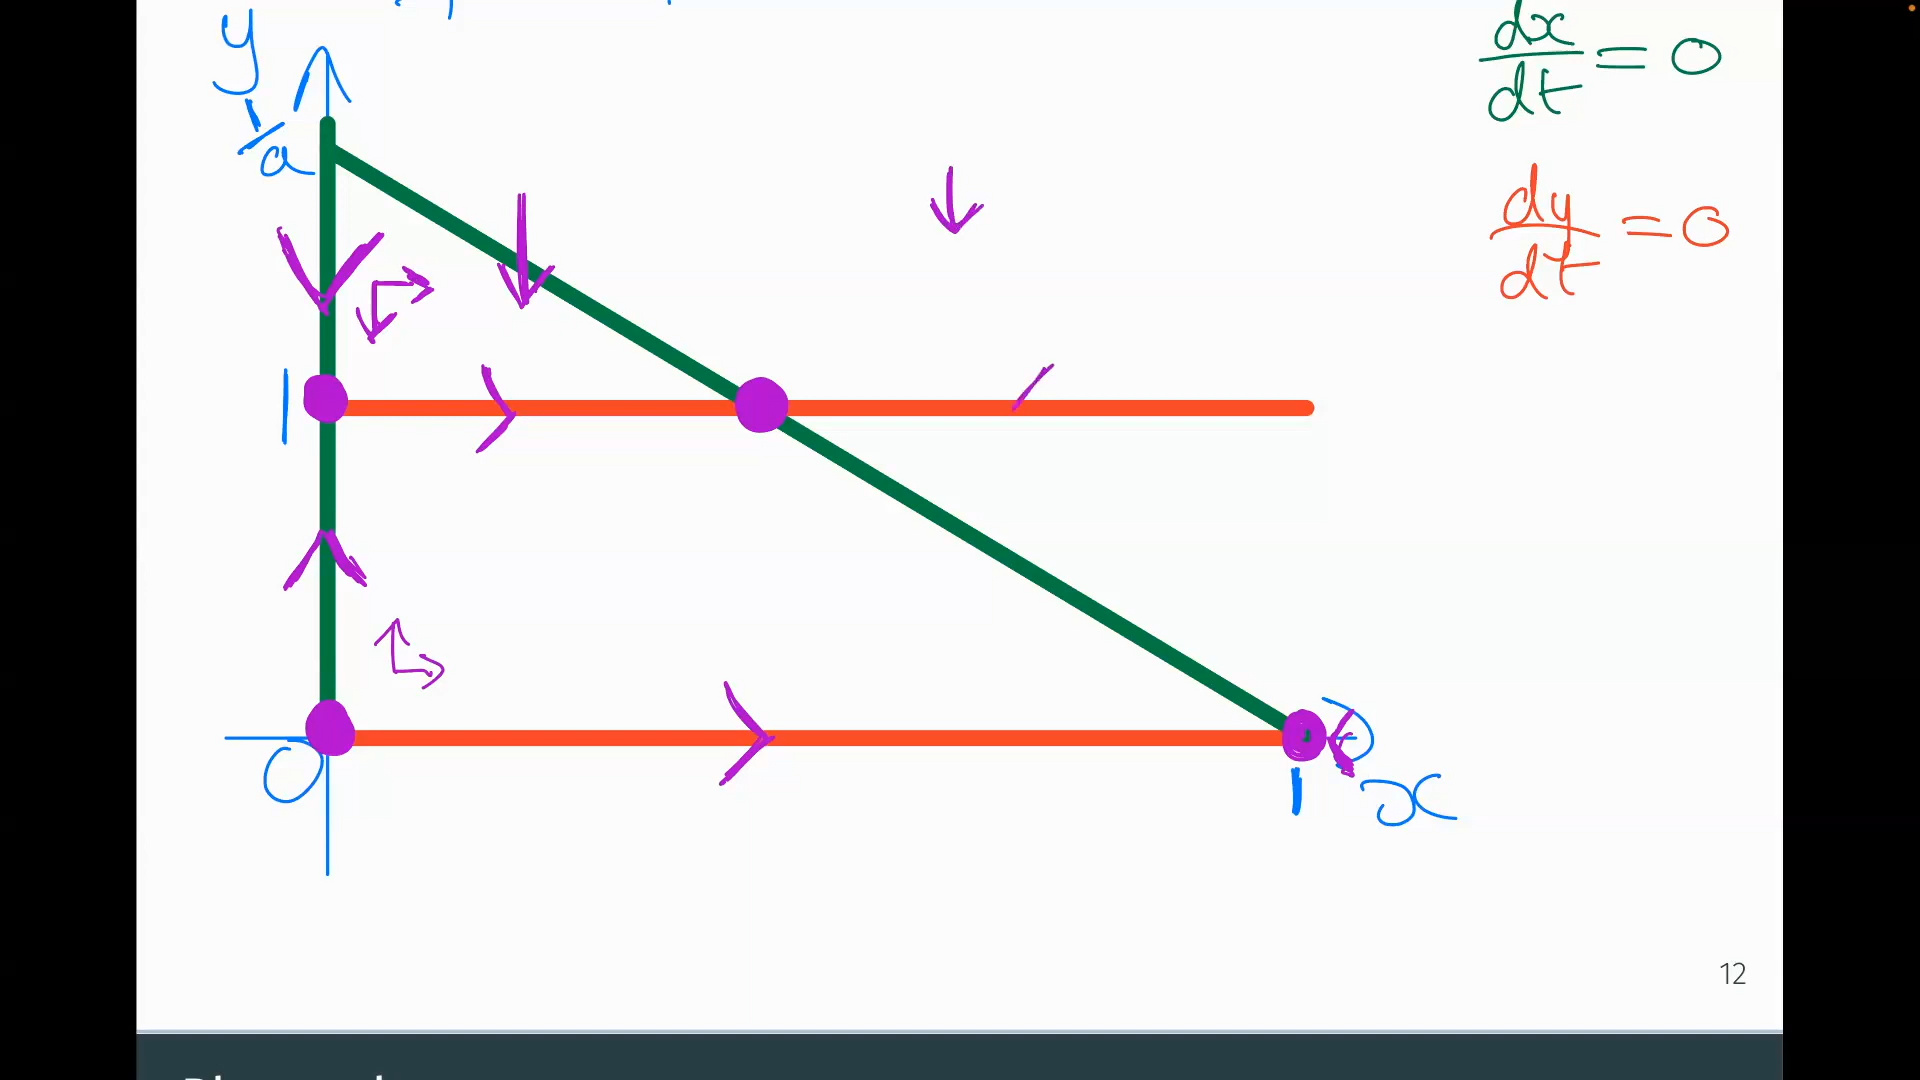 y
dx/dt = 0
1/a
dy/dt = 0
1
0
1
x
12